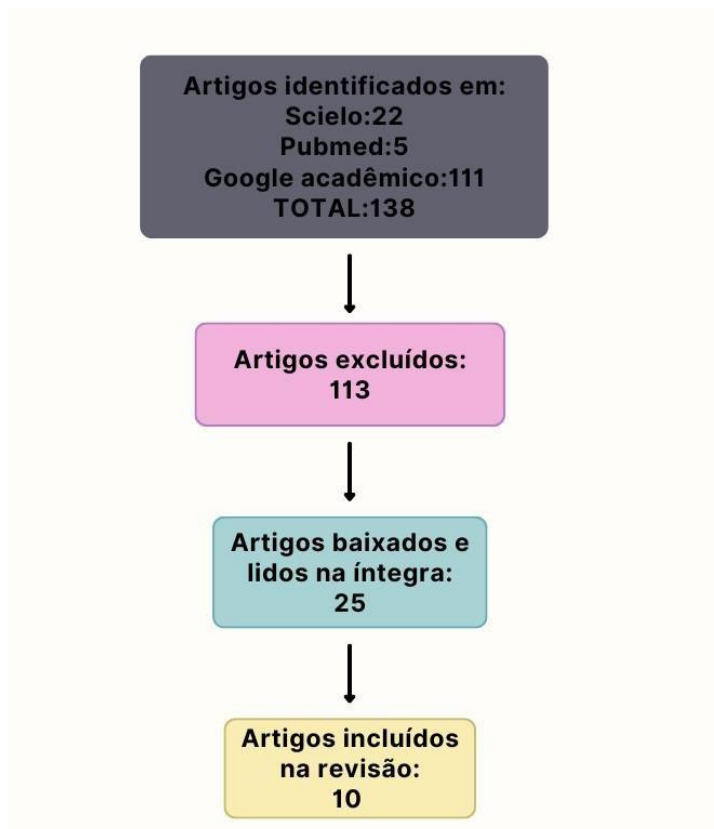 Artigos identificados em:
Scielo:22
Pubmed:5
Google acadêmico:111
TOTAL:138
Artigos excluídos:
113
Artigos baixados e
lidos na íntegra:
25
Artigos incluídos
na revisão:
10